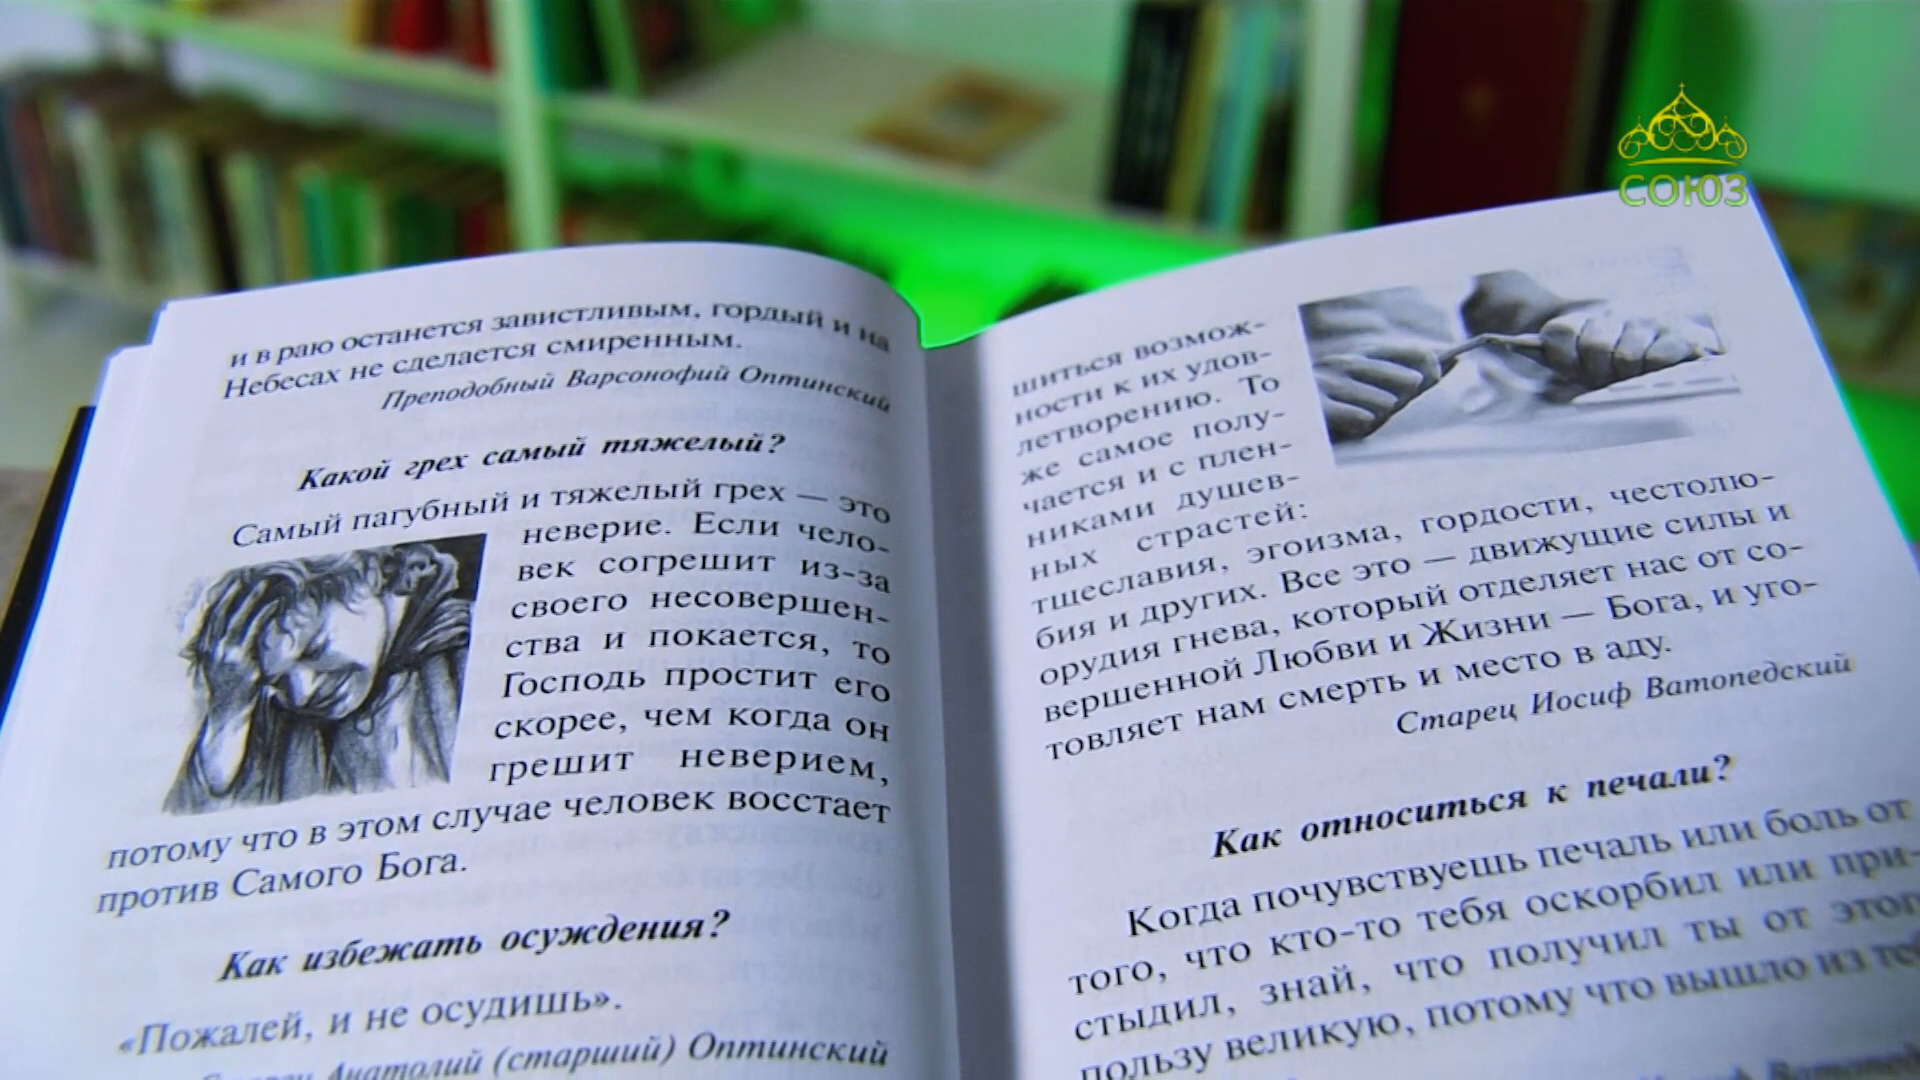 СОЮЗ
и в раю останется завистливым, гордый и на
Небесах не сделается смиренным.
Преподобный Варсонофий Оптинский
Какой грех самый тяжелый?
Самый пагубный и тяжелый грех — это
неверие. Если чело-
век согрешит из-за
своего несовершен-
ства и покается, то
Господь простит его
скорее, чем когда он
грешит неверием,
потому что в этом случае человек восстает
против Самого Бога.
Как избежать осуждения?
«Пожалей, и не осудишь».
Анатолий (старший) Оптинский
шиться возмож-
ности к их удов-
летворению. То
же самое полу-
чается и с плен-
никами душев-
ных страстей:
тщеславия, эгоизма, гордости, честолю-
бия и других. Все это — движущие силы и
орудия гнева, который отделяет нас от со-
вершенной Любви и Жизни — Бога, и уго-
товляет нам смерть и место в аду.
Старец Иосиф Ватопедский
Как относиться к печали?
Когда почувствуешь печаль или боль от
того, что кто-то тебя оскорбил или при-
стыдил, знай, что получил ты от этого
пользу великую, потому что вышло из